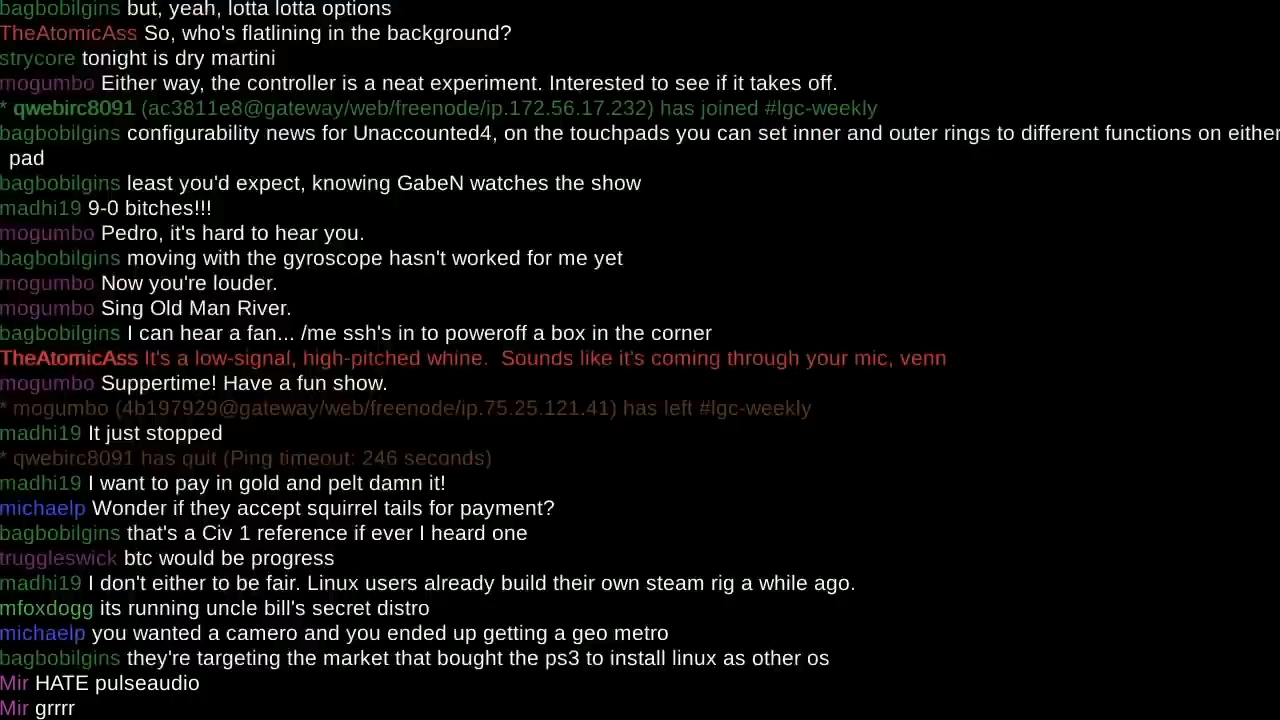 bagbobilgins but, yeah, lotta lotta options
TheAtomicAss So, who's flatlining in the background?
strycore tonight is dry martini
mogumbo Either way, the controller is a neat experiment. Interested to see if it takes off.
* qwebirc8091 (ac3811e8@gateway/web/freenode/ip.172.56.17.232) has joined #lgc-weekly
bagbobilgins configurability news for Unaccounted4, on the touchpads you can set inner and outer rings to different functions on either
pad
bagbobilgins least you'd expect, knowing GabeN watches the show
madhi19 9-0 bitches!!!
mogumbo Pedro, it's hard to hear you.
bagbobilgins moving with the gyroscope hasn't worked for me yet
mogumbo Now you're louder.
mogumbo Sing Old Man River.
bagbobilgins I can hear a fan... /me ssh's in to poweroff a box in the corner
TheAtomicAss It's a low-signal, high-pitched whine.  Sounds like it's coming through your mic, venn
mogumbo Suppertime! Have a fun show.
* mogumbo (4b197929@gateway/web/freenode/ip.75.25.121.41) has left #lgc-weekly
madhi19 It just stopped
* qwebirc8091 has quit (Ping timeout: 246 seconds)
madhi19 I want to pay in gold and pelt damn it!
michaelp Wonder if they accept squirrel tails for payment?
bagbobilgins that's a Civ 1 reference if ever I heard one
truggleswick btc would be progress
madhi19 I don't either to be fair. Linux users already build their own steam rig a while ago.
mfoxdogg its running uncle bill's secret distro
michaelp you wanted a camero and you ended up getting a geo metro
bagbobilgins they're targeting the market that bought the ps3 to install linux as other os
Mir HATE pulseaudio
Mir grrrr